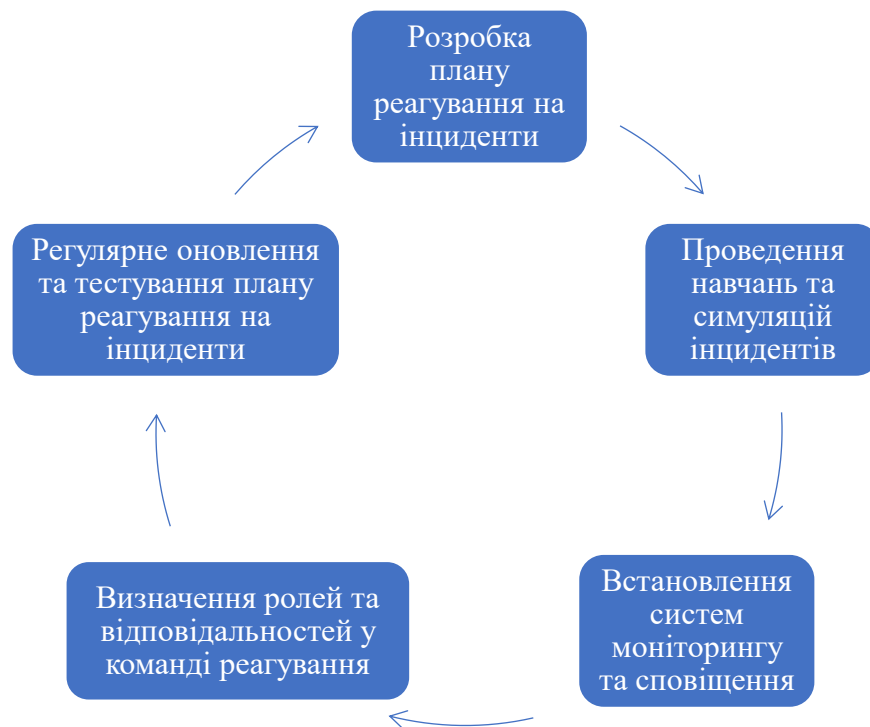 Розробка
плану
реагування на
інциденти
Проведення
навчань та
симуляцій
інцидентів
Встановлення
систем
моніторингу
та сповіщення
Визначення ролей та
відповідальностей у
команді реагування
Регулярне оновлення
та тестування плану
реагування на
інциденти